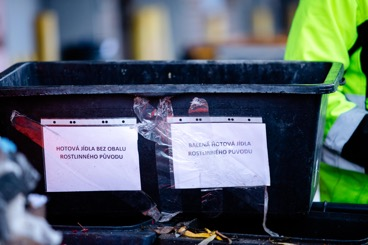 HOTOVÁ JÍDLA BEZ OBALU
ROSTLINNÉHO PŮVODU
BALENÁ HOTOVÁ JÍDLA
ROSTLINNÉHO PŮVODU